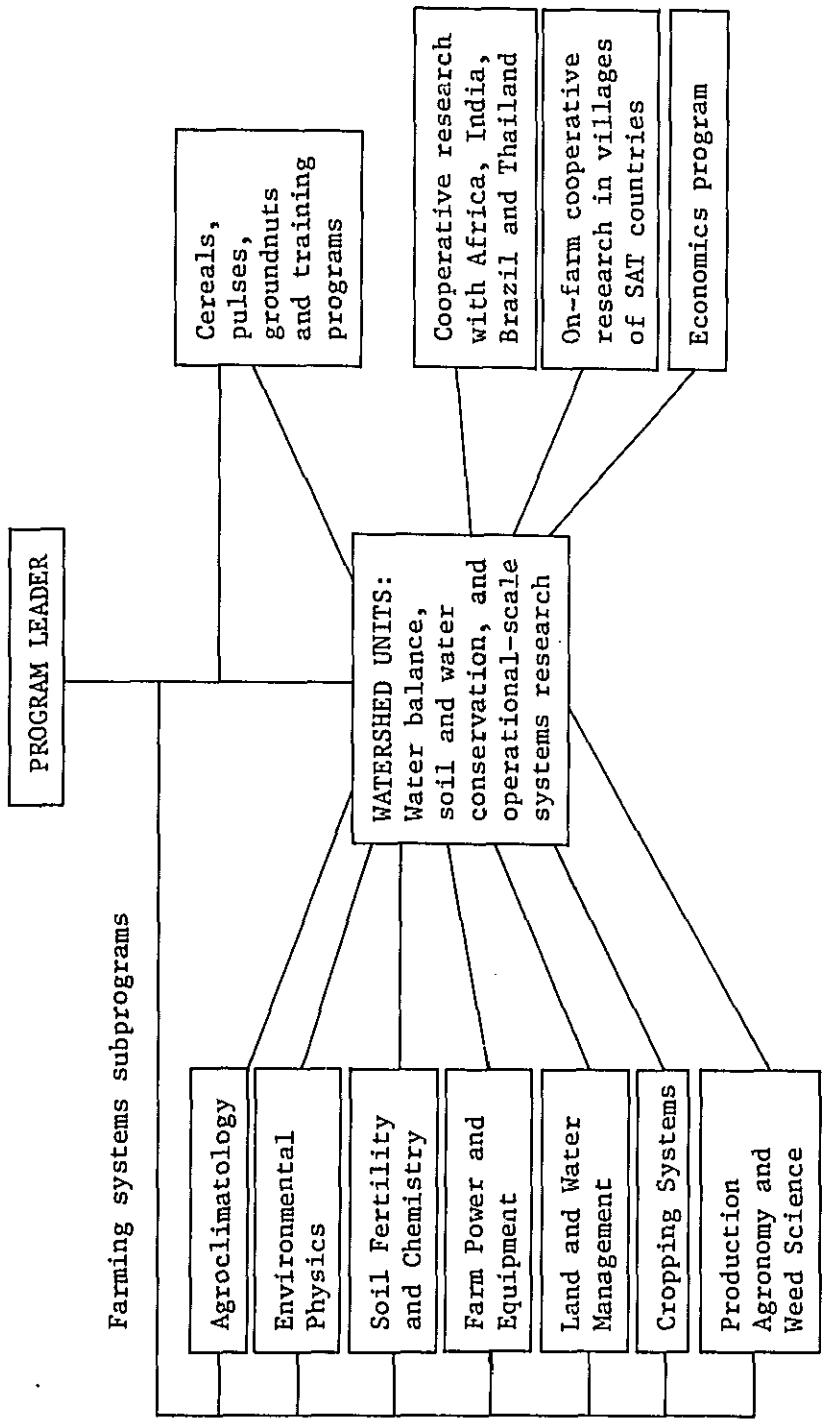 PROGRAM LEADER
Farming systems subprograms
Agroclimatology
Environmental
Physics
Soil Fertility
and Chemistry
Farm Power and
Equipment
Land and Water
Management
Cropping Systems
Production
Agronomy and
Weed Science
WATERSHED UNITS:
Water balance,
soil and water
conservation, and
operational-scale
systems research
Cereals,
pulses,
groundnuts
and training
programs
Cooperative research
with Africa, India,
Brazil and Thailand
On-farm cooperative
research in villages
of SAT countries
Economics program